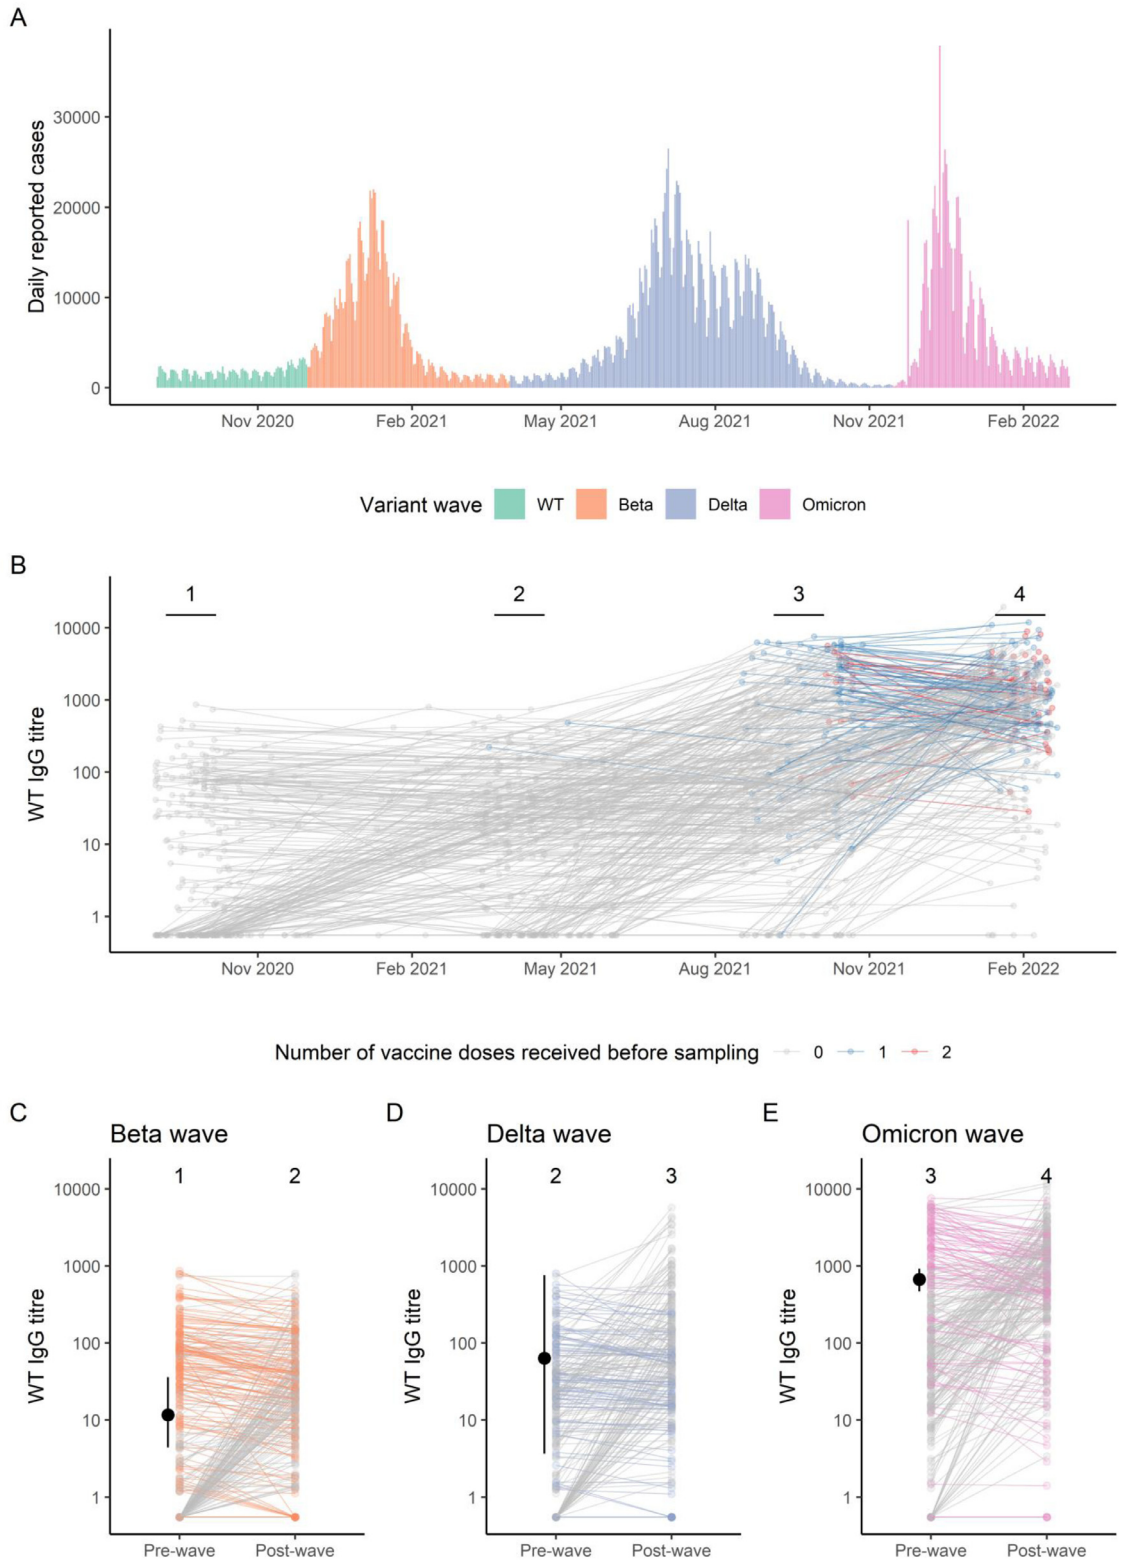 A
Daily reported cases
30000
20000
10000
0
Nov 2020 Feb 2021 May 2021 Aug 2021 Nov 2021 Feb 2022
Variant wave WT Beta Delta Omicron
B
1 2 3 4
WT IgG titre
10000
1000
100
10
1
Nov 2020 Feb 2021 May 2021 Aug 2021 Nov 2021 Feb 2022
Number of vaccine doses received before sampling 0 1 2
C
Beta wave
1 2
WT IgG titre
10000
1000
100
10
1
Pre-wave Post-wave
D
Delta wave
2 3
WT IgG titre
10000
1000
100
10
1
Pre-wave Post-wave
E
Omicron wave
3 4
WT IgG titre
10000
1000
100
10
1
Pre-wave Post-wave